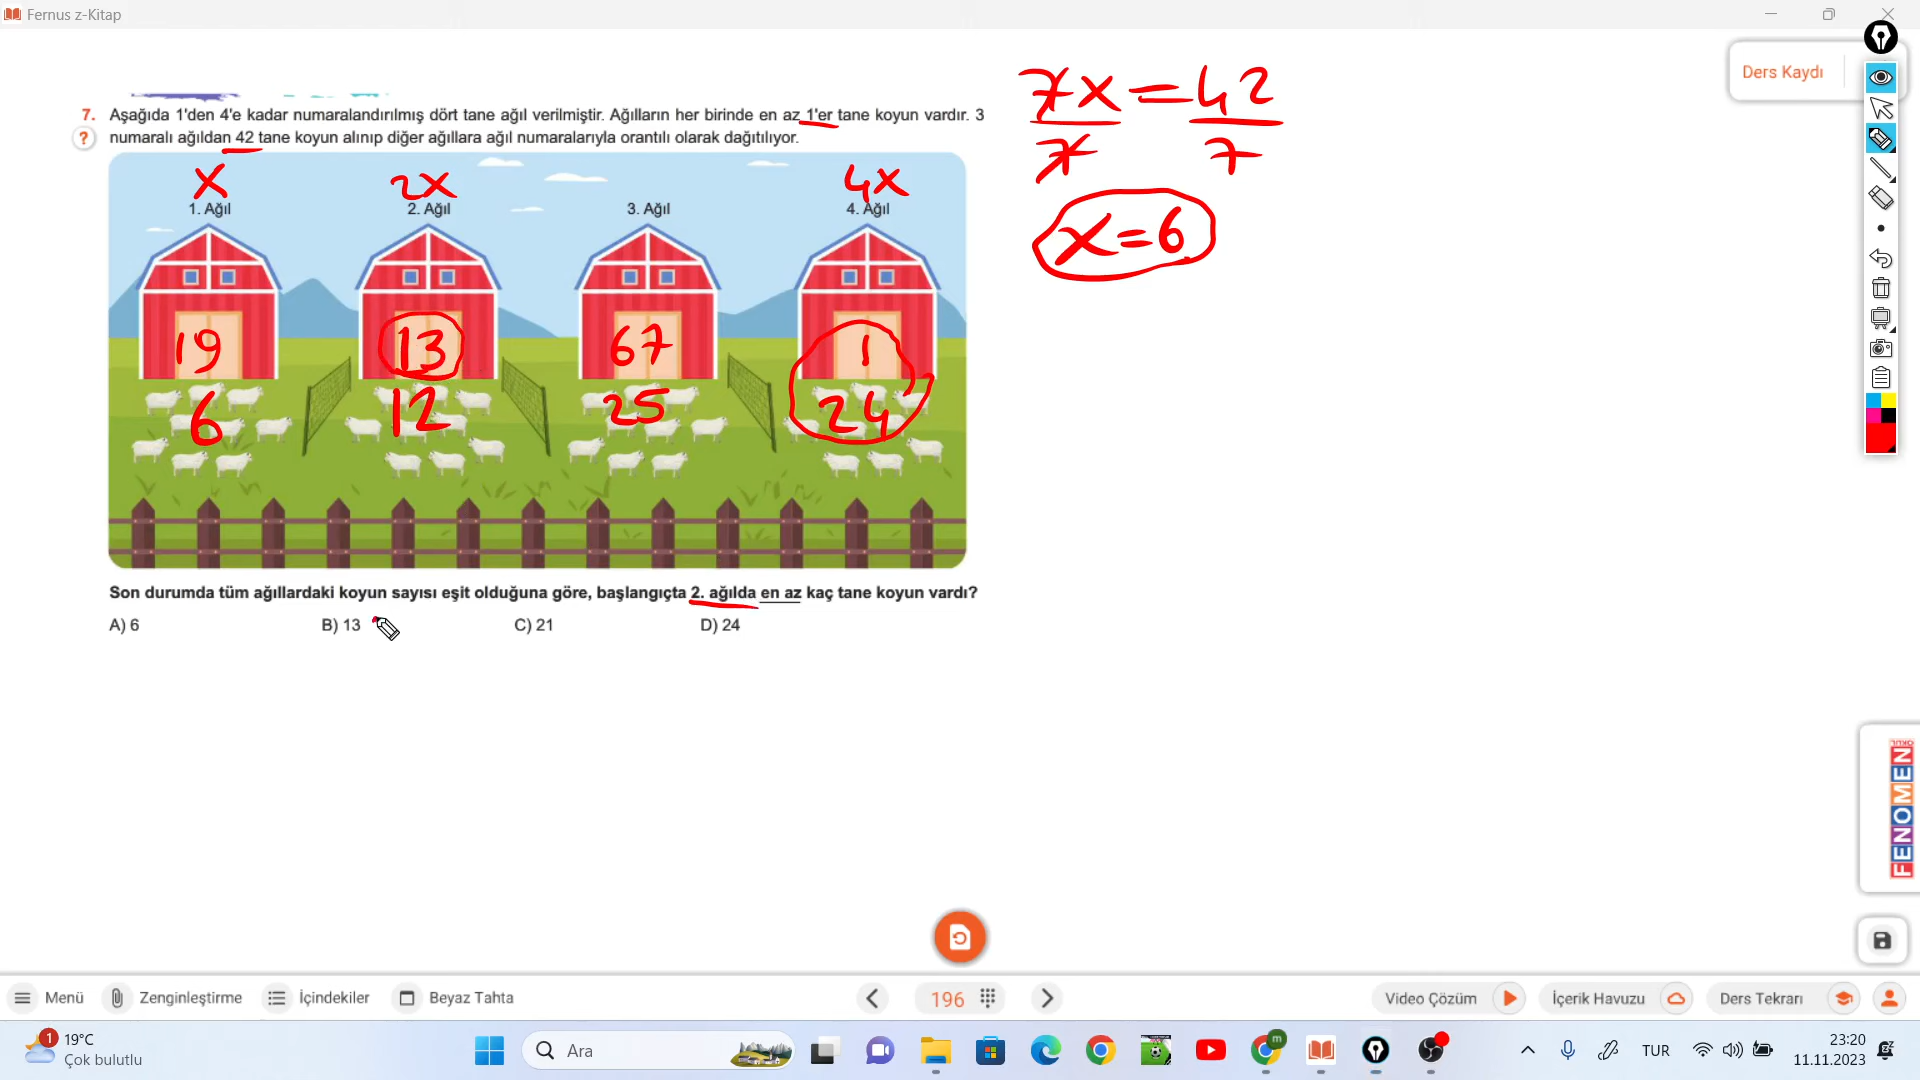 Fernus z-Kitap
Ders Kaydı
7. Aşağıda 1'den 4'e kadar numaralandırılmış dört tane ağıl verilmiştir. Ağılların her birinde en az 1'er tane koyun vardır. 3
? numaralı ağıldan 42 tane koyun alınıp diğer ağıllara ağıl numaralarıyla orantılı olarak dağıtılıyor.
7x=42
7 7
x=6
x 2x 4x
1. Ağıl 2. Ağıl 3. Ağıl 4. Ağıl
19 13 67 1
6 12 25 24
Son durumda tüm ağıllardaki koyun sayısı eşit olduğuna göre, başlangıçta 2. ağılda en az kaç tane koyun vardı?
A) 6 B) 13 C) 21 D) 24
FENOMEN
OKUL
Menü Zenginleştirme İçindekiler Beyaz Tahta 196 Video Çözüm İçerik Havuzu Ders Tekrarı
1 19°C
Çok bulutlu
Ara
m
TUR
23:20
11.11.2023